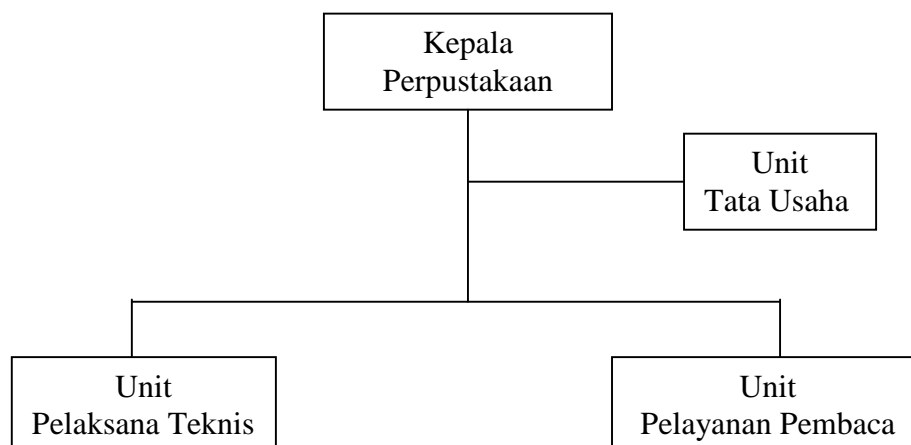 Kepala
Perpustakaan
Unit
Tata Usaha
Unit
Pelaksana Teknis
Unit
Pelayanan Pembaca